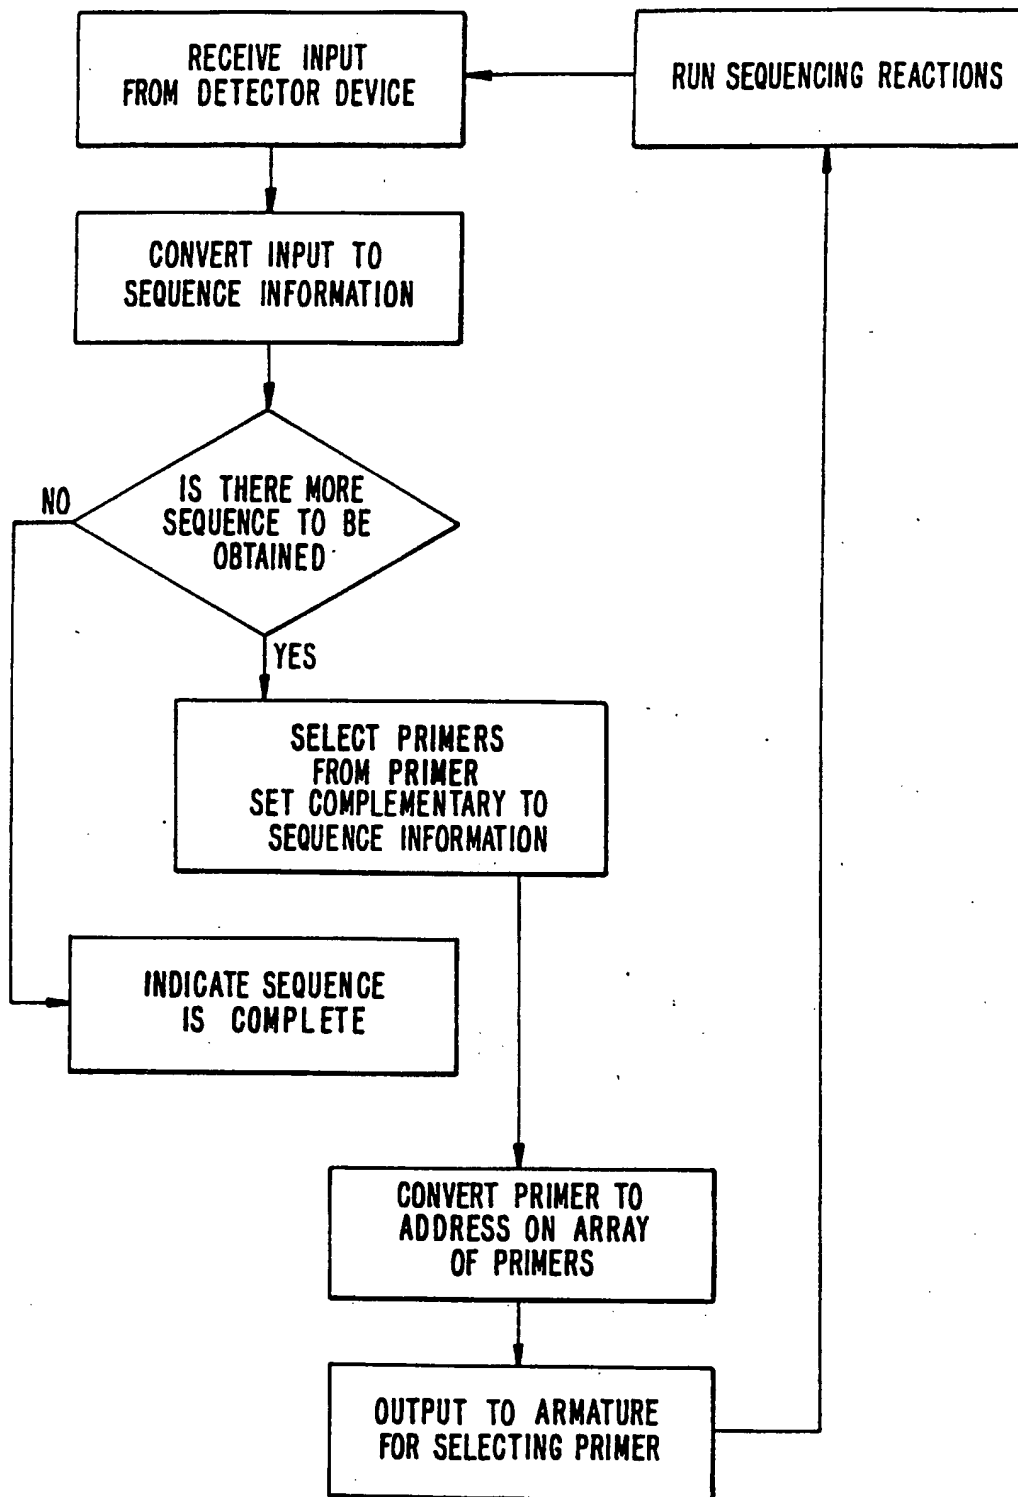 RECEIVE INPUT
FROM DETECTOR DEVICE
RUN SEQUENCING REACTIONS
CONVERT INPUT TO
SEQUENCE INFORMATION
NO
IS THERE MORE
SEQUENCE TO BE
OBTAINED
YES
SELECT PRIMERS
FROM PRIMER
SET COMPLEMENTARY TO
SEQUENCE INFORMATION
INDICATE SEQUENCE
IS COMPLETE
CONVERT PRIMER TO
ADDRESS ON ARRAY
OF PRIMERS
OUTPUT TO ARMATURE
FOR SELECTING PRIMER